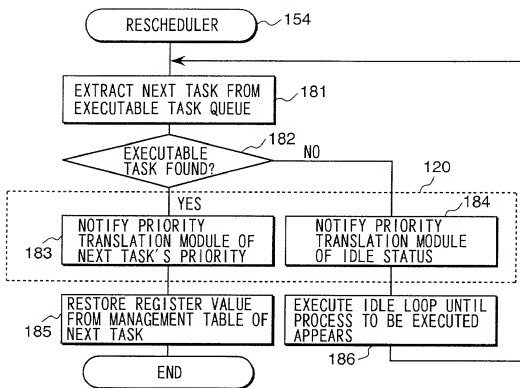 RESCHEDULER
154
EXTRACT NEXT TASK FROM
EXECUTABLE TASK QUEUE
181
182
EXECUTABLE
TASK FOUND?
NO
120
YES
184
NOTIFY PRIORITY
TRANSLATION MODULE OF
NEXT TASK'S PRIORITY
183
NOTIFY PRIORITY
TRANSLATION MODULE
OF IDLE STATUS
RESTORE REGISTER VALUE
FROM MANAGEMENT TABLE OF
NEXT TASK
185
EXECUTE IDLE LOOP UNTIL
PROCESS TO BE EXECUTED
APPEARS
186
END